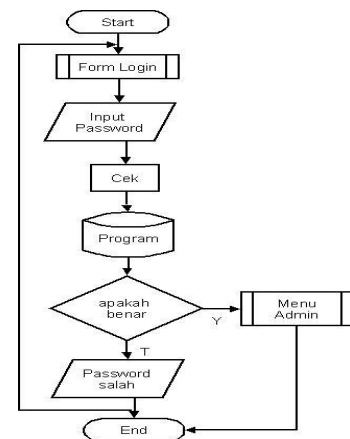 Start
Form Login
Input
Password
Cek
Program
apakah
benar
Y
Menu
Admin
T
Password
salah
End